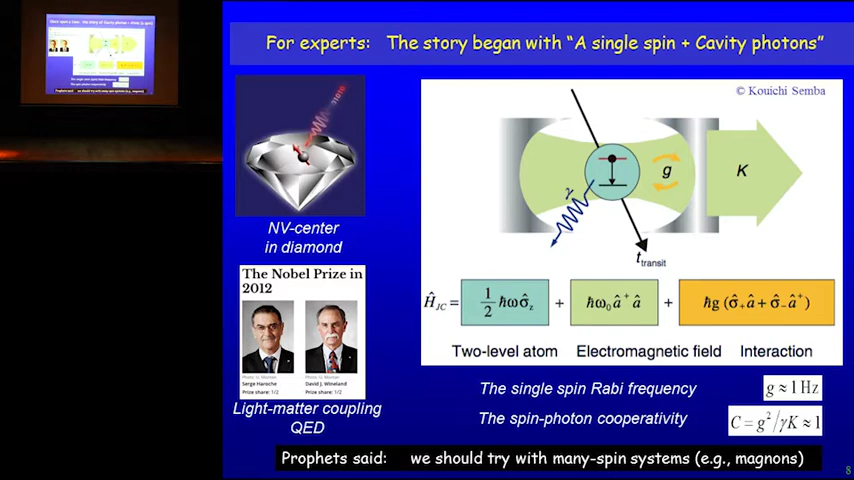 For experts: The story began with “A single spin + Cavity photons”
© Kouichi Semba
g
K
γ
t transit
NV-center
in diamond
The Nobel Prize in
2012
Serge Haroche
Prize share: 1/2
David J. Wineland
Prize share: 1/2
Light-matter coupling
QED
Ĥ_JC = 1/2 ħωσ̂_z + ħω₀â⁺â + ħg (σ̂₊â + σ̂₋â⁺)
Two-level atom Electromagnetic field Interaction
The single spin Rabi frequency g ≈ 1 Hz
The spin-photon cooperativity C = g²/γK ≈ 1
Prophets said: we should try with many-spin systems (e.g., magnons)
8